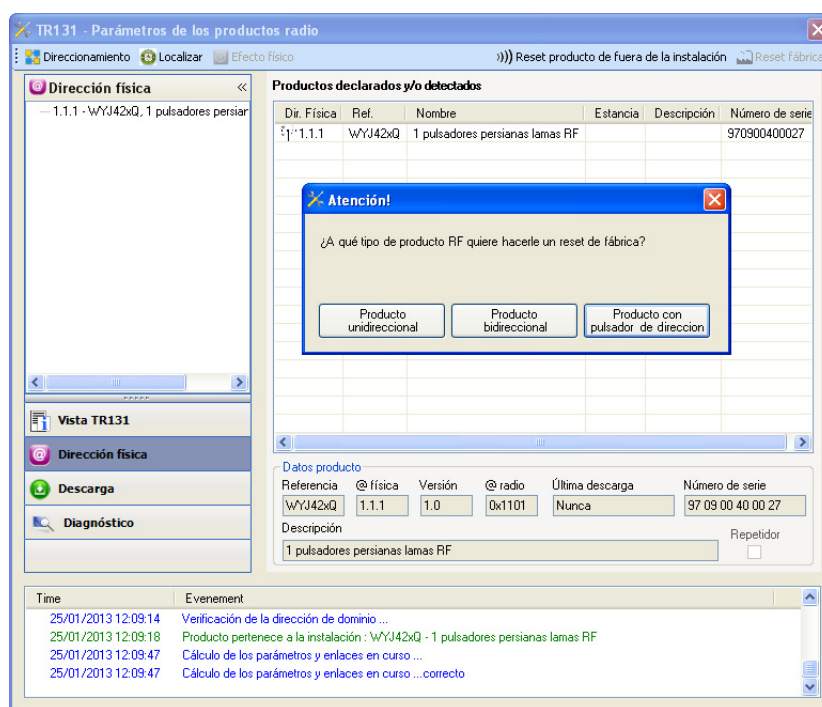 TR131 - Parámetros de los productos radio
Direccionamiento Localizar Efecto físico Reset producto de fuera de la instalación Reset fábrica
Dirección física
1.1.1 - WYJ42xQ, 1 pulsadores persiar
Vista TR131
Dirección física
Descarga
Diagnóstico
Productos declarados y/o detectados
Dir. Física Ref. Nombre Estancia Descripción Número de serie
1.1.1 WYJ42xQ 1 pulsadores persianas lamas RF 970900400027
Atención!
¿A qué tipo de producto RF quiere hacerle un reset de fábrica?
Producto unidireccional
Producto bidireccional
Producto con pulsador de direccion
Datos producto
Referencia @ física Versión @ radio Última descarga Número de serie
WYJ42xQ 1.1.1 1.0 0x1101 Nunca 97 09 00 40 00 27
Descripción
Repetidor
1 pulsadores persianas lamas RF
Time Evenement
25/01/2013 12:09:14 Verificación de la dirección de dominio ...
25/01/2013 12:09:18 Producto pertenece a la instalación : WYJ42xQ - 1 pulsadores persianas lamas RF
25/01/2013 12:09:47 Cálculo de los parámetros y enlaces en curso ...
25/01/2013 12:09:47 Cálculo de los parámetros y enlaces en curso ...correcto